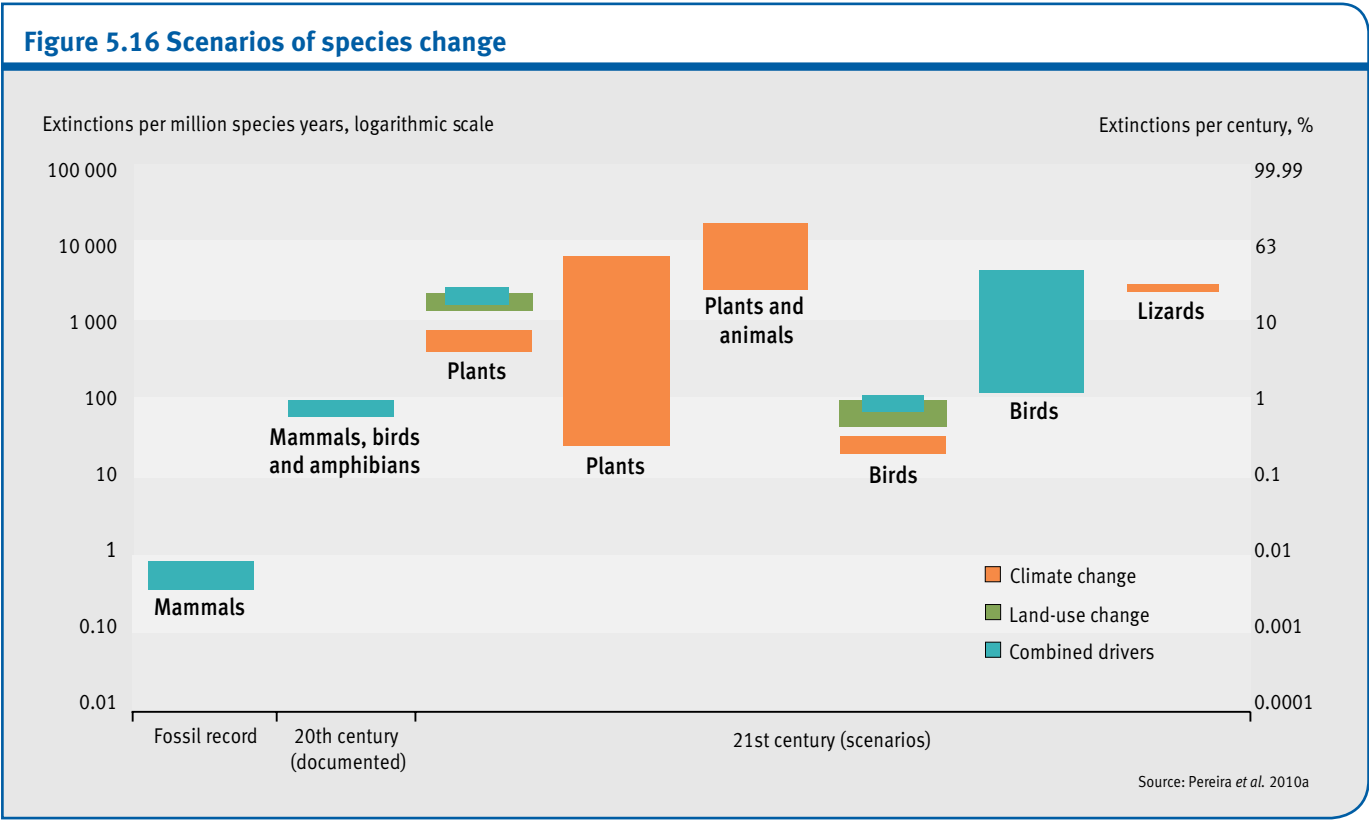 Figure 5.16 Scenarios of species change
Extinctions per million species years, logarithmic scale
Extinctions per century, %
100 000
99.99
10 000
63
Plants and
animals
Lizards
1 000
10
Plants
100
1
Birds
Mammals, birds
and amphibians
Plants
Birds
10
0.1
1
0.01
Climate change
Mammals
Land-use change
0.10
0.001
Combined drivers
0.01
0.0001
Fossil record
20th century
(documented)
21st century (scenarios)
Source: Pereira et al. 2010a